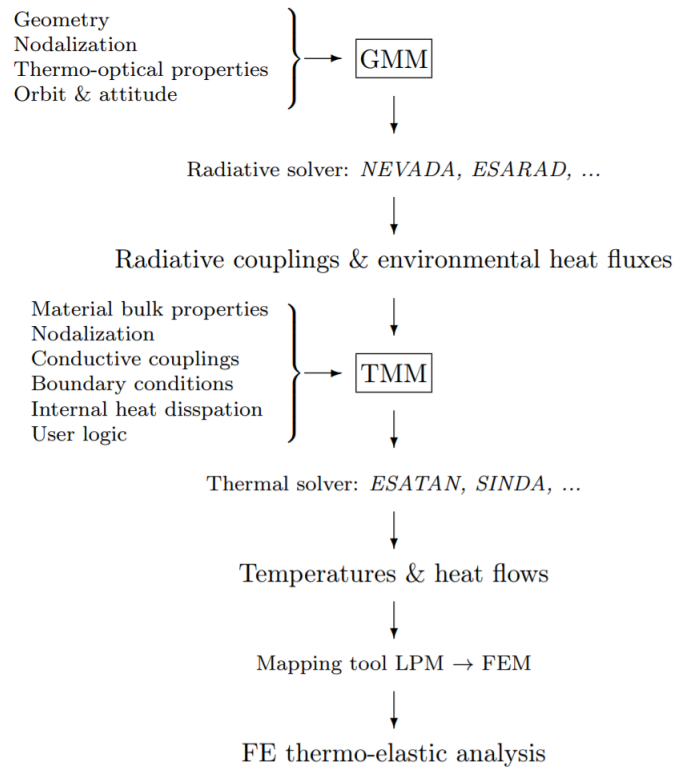 Geometry
Nodalization
Thermo-optical properties
Orbit & attitude
GMM
Radiative solver: NEVADA, ESARAD, ...
Radiative couplings & environmental heat fluxes
Material bulk properties
Nodalization
Conductive couplings
Boundary conditions
Internal heat disspation
User logic
TMM
Thermal solver: ESATAN, SINDA, ...
Temperatures & heat flows
Mapping tool LPM → FEM
FE thermo-elastic analysis